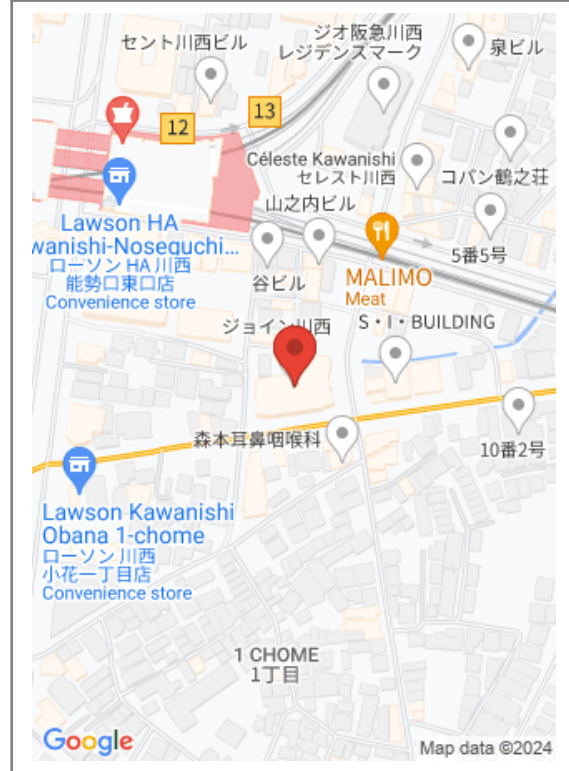 セント川西ビル
ジオ阪急川西
レジデンスマーク
泉ビル
12
13
Céleste Kawanishi
セレスト川西
コバン鶴之荘
Lawson HA
wanishi-Noseguchi...
ローソン HA 川西
能勢口東口店
Convenience store
山之内ビル
谷ビル
MALIMO
Meat
5番5号
ジョイン川西
S・I・BUILDING
森本耳鼻咽喉科
10番2号
Lawson Kawanishi
Obana 1-chome
ローソン 川西
小花一丁目店
Convenience store
1 CHOME
1丁目
Google
Map data ©2024